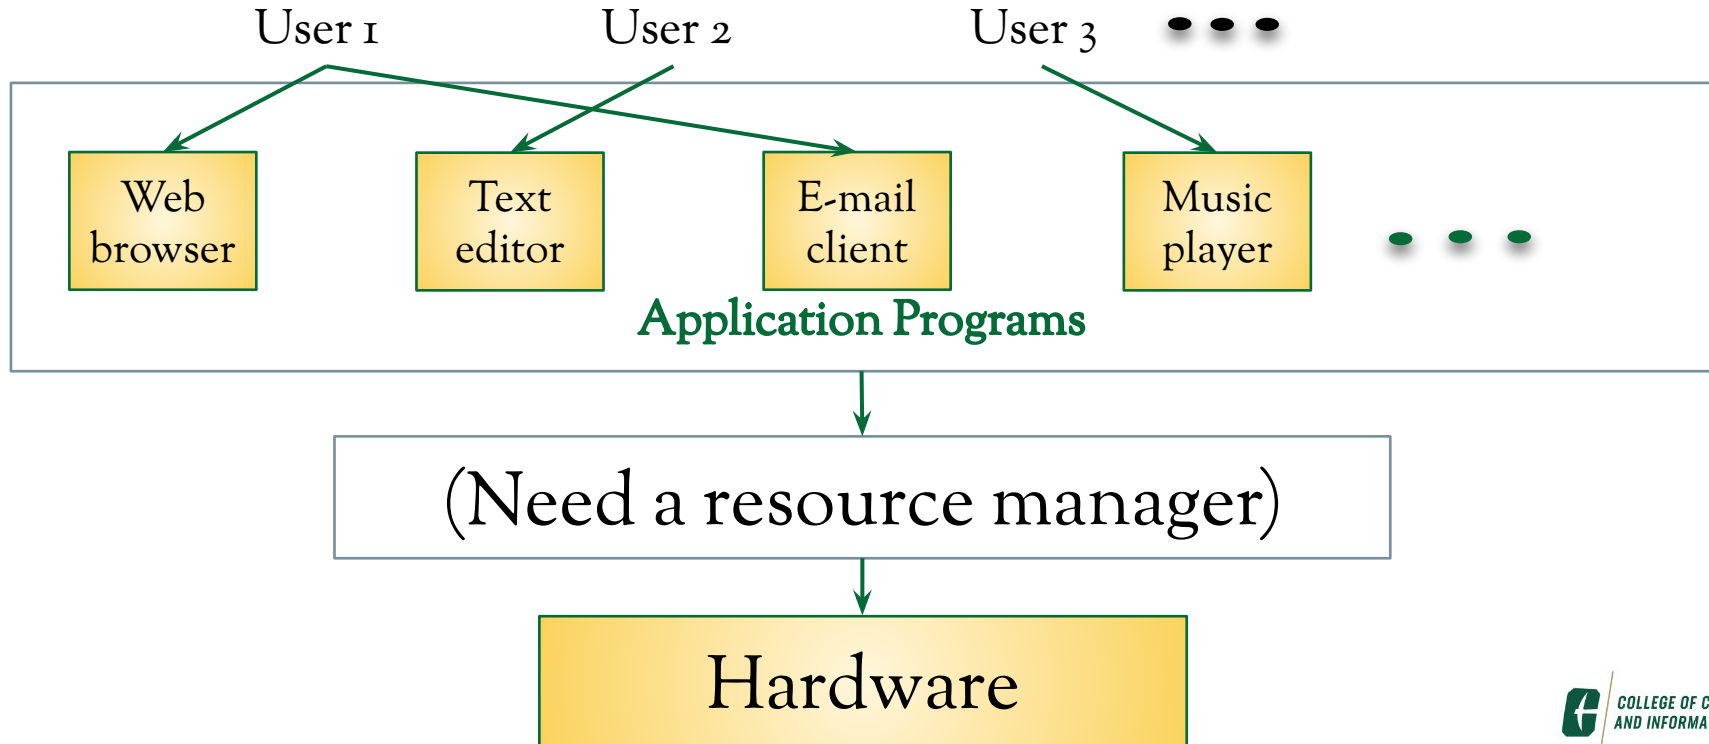 User 1
User 2
User 3
Web
browser
Text
editor
E-mail
client
Music
player
Application Programs
(Need a resource manager)
Hardware
COLLEGE OF C
AND INFORMA